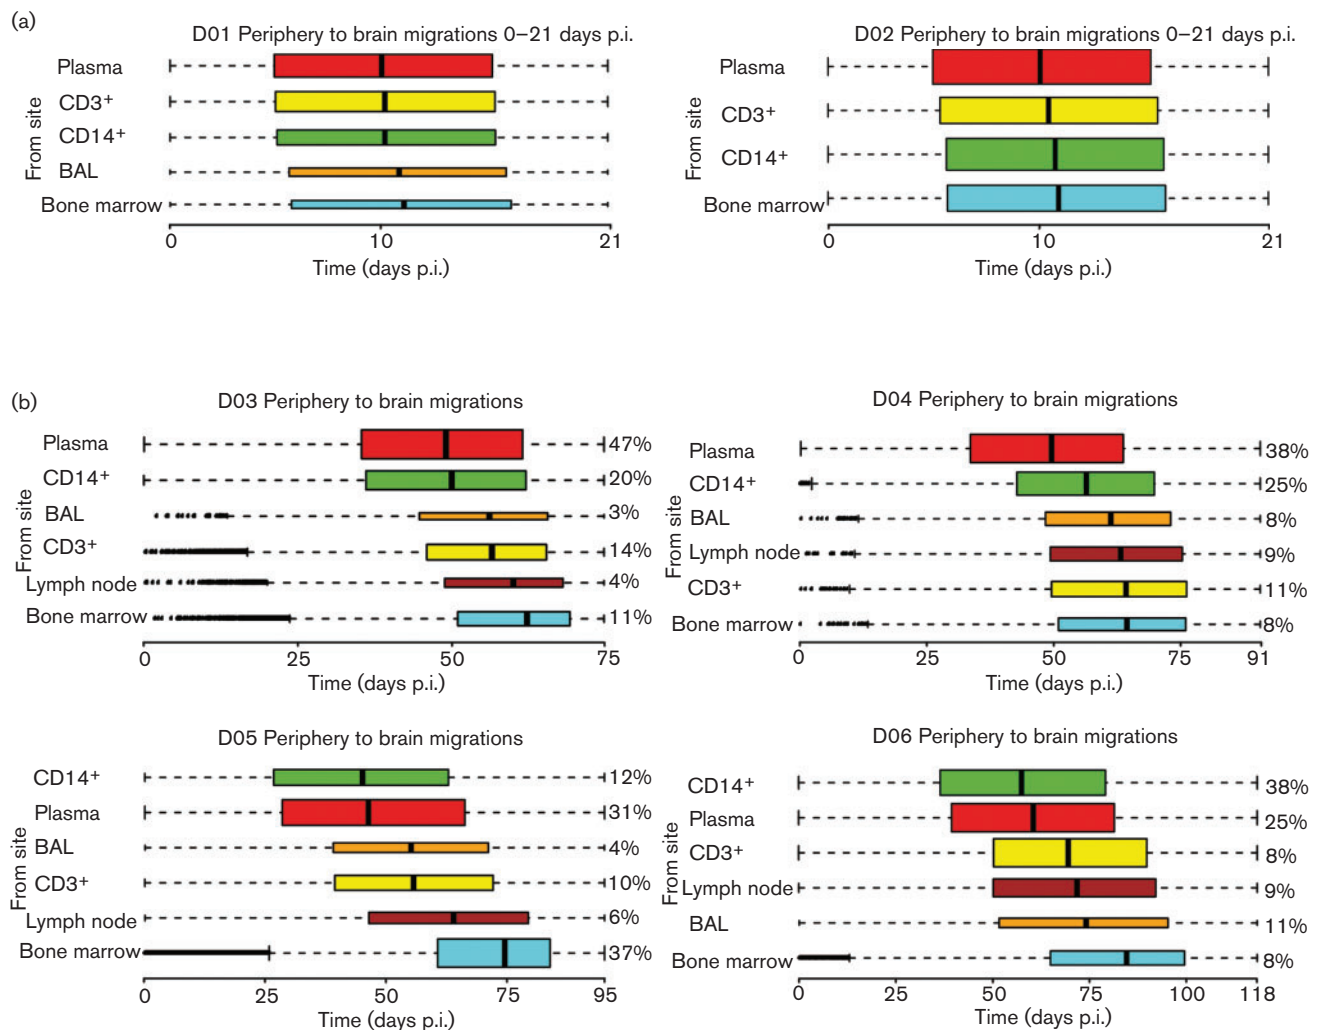 (a)
D01 Periphery to brain migrations 0–21 days p.i.
From site
Plasma
CD3+
CD14+
BAL
Bone marrow
0 10 21
Time (days p.i.)
D02 Periphery to brain migrations 0–21 days p.i.
From site
Plasma
CD3+
CD14+
Bone marrow
0 10 21
Time (days p.i.)
(b)
D03 Periphery to brain migrations
From site
Plasma 47%
CD14+ 20%
BAL 3%
CD3+ 14%
Lymph node 4%
Bone marrow 11%
0 25 50 75
Time (days p.i.)
D04 Periphery to brain migrations
From site
Plasma 38%
CD14+ 25%
BAL 8%
Lymph node 9%
CD3+ 11%
Bone marrow 8%
0 25 50 75 91
Time (days p.i.)
D05 Periphery to brain migrations
From site
CD14+ 12%
Plasma 31%
BAL 4%
CD3+ 10%
Lymph node 6%
Bone marrow 37%
0 25 50 75 95
Time (days p.i.)
D06 Periphery to brain migrations
From site
CD14+ 38%
Plasma 25%
CD3+ 8%
Lymph node 9%
BAL 11%
Bone marrow 8%
0 25 50 75 100 118
Time (days p.i.)